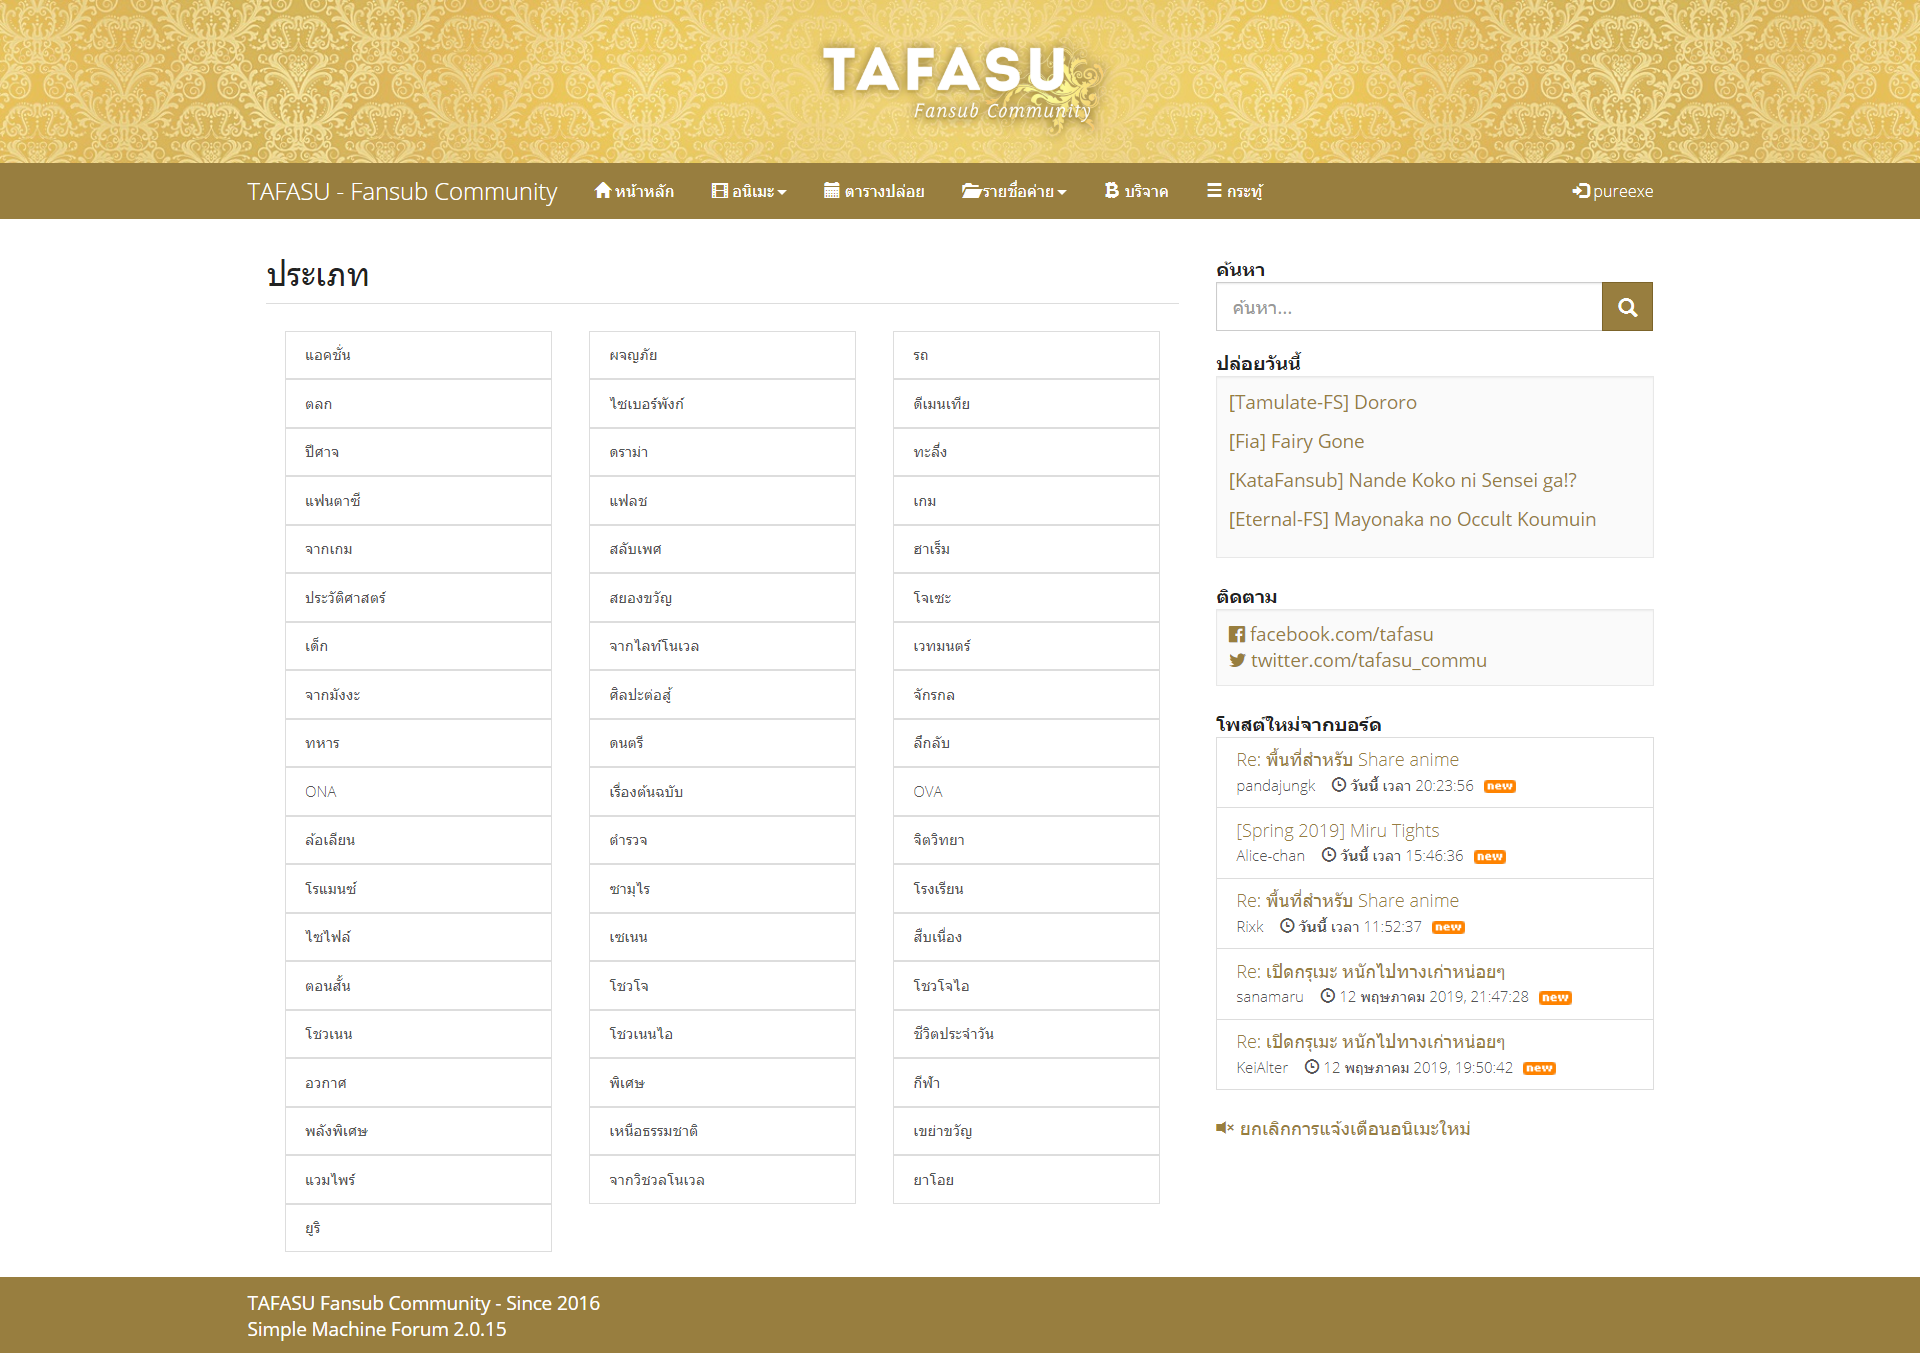 TAFASU
Fansub Community
TAFASU - Fansub Community
หน้าหลัก
อนิเมะ
ตารางปล่อย
รายชื่อค่าย
บริจาค
กระทู้
pureexe
ประเภท
แอคชั่น
ผจญภัย
รถ
ตลก
ไซเบอร์พังก์
ดีเมนเทีย
ปีศาจ
ดราม่า
ทะลึ่ง
แฟนตาซี
แฟลช
เกม
จากเกม
สลับเพศ
ฮาเร็ม
ประวัติศาสตร์
สยองขวัญ
โจเซะ
เด็ก
จากไลท์โนเวล
เวทมนตร์
จากมังงะ
ศิลปะต่อสู้
จักรกล
ทหาร
ดนตรี
ลึกลับ
ONA
เรื่องต้นฉบับ
OVA
ล้อเลียน
ตำรวจ
จิตวิทยา
โรแมนซ์
ซามุไร
โรงเรียน
ไซไฟล์
เซเนน
สืบเนื่อง
ตอนสั้น
โชวโจ
โชวโจไอ
โชวเนน
โชวเนนไอ
ชีวิตประจำวัน
อวกาศ
พิเศษ
กีฬา
พลังพิเศษ
เหนือธรรมชาติ
เขย่าขวัญ
แวมไพร์
จากวิชวลโนเวล
ยาโอย
ยูริ
ค้นหา
ค้นหา...
ปล่อยวันนี้
[Tamulate-FS] Dororo
[Fia] Fairy Gone
[KataFansub] Nande Koko ni Sensei ga!?
[Eternal-FS] Mayonaka no Occult Koumuin
ติดตาม
facebook.com/tafasu
twitter.com/tafasu_commu
โพสต์ใหม่จากบอร์ด
Re: พื้นที่สำหรับ Share anime
pandajungk วันนี้ เวลา 20:23:56 new
[Spring 2019] Miru Tights
Alice-chan วันนี้ เวลา 15:46:36 new
Re: พื้นที่สำหรับ Share anime
Rixk วันนี้ เวลา 11:52:37 new
Re: เปิดกรุเมะ หนักไปทางเก่าหน่อยๆ
sanamaru 12 พฤษภาคม 2019, 21:47:28 new
Re: เปิดกรุเมะ หนักไปทางเก่าหน่อยๆ
KeiAlter 12 พฤษภาคม 2019, 19:50:42 new
ยกเลิกการแจ้งเตือนอนิเมะใหม่
TAFASU Fansub Community - Since 2016
Simple Machine Forum 2.0.15